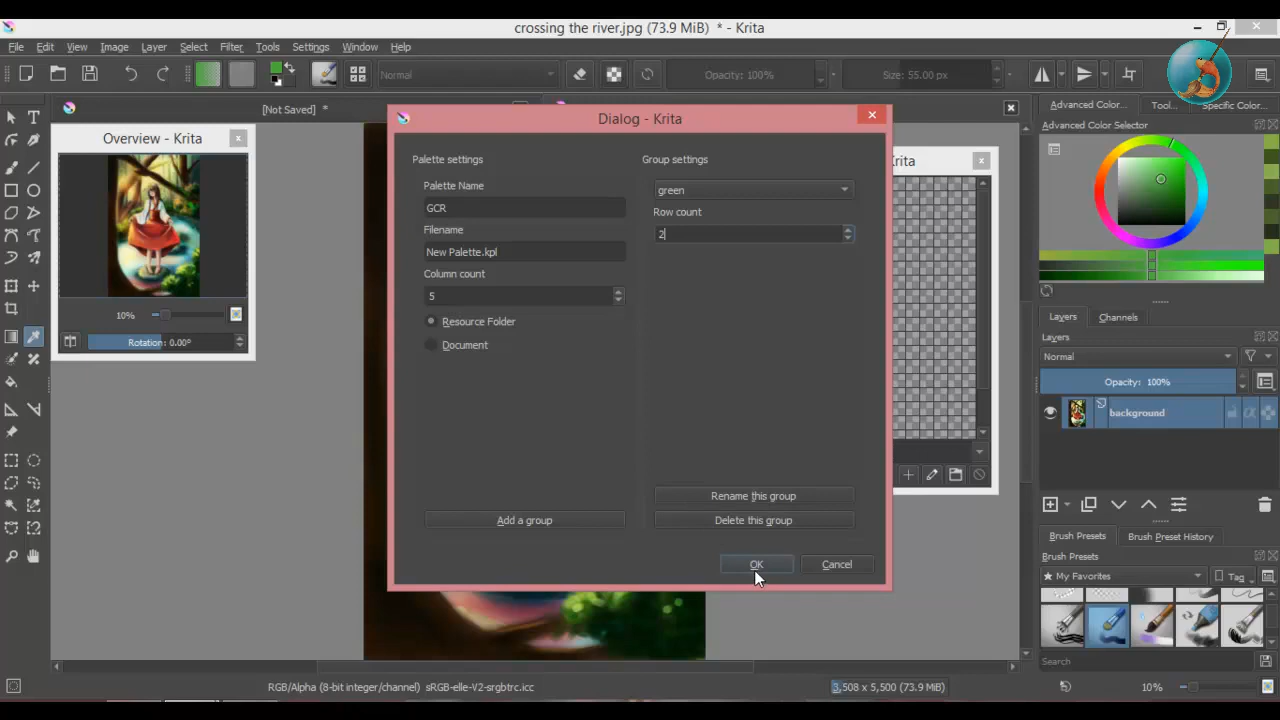 crossing the river.jpg (73.9 MiB) * - Krita
File Edit View Image Layer Select Filter Tools Settings Window Help
Normal
Opacity: 100%
Size: 55.00 px
[Not Saved] *
Overview - Krita
10%
Rotation: 0.00°
Dialog - Krita
Palette settings
Palette Name
GCR
Filename
New Palette.kpl
Column count
5
Resource Folder
Document
Add a group
Group settings
green
Row count
2
Rename this group
Delete this group
OK
Cancel
rita
Advanced Color... Tool... Specific Color...
Advanced Color Selector
Layers Channels
Layers
Normal
Opacity: 100%
background
Brush Presets Brush Preset History
Brush Presets
★ My Favorites
Tag
Search
RGB/Alpha (8-bit integer/channel) sRGB-elle-V2-srgbtrc.icc
3,508 x 5,500 (73.9 MiB)
10%